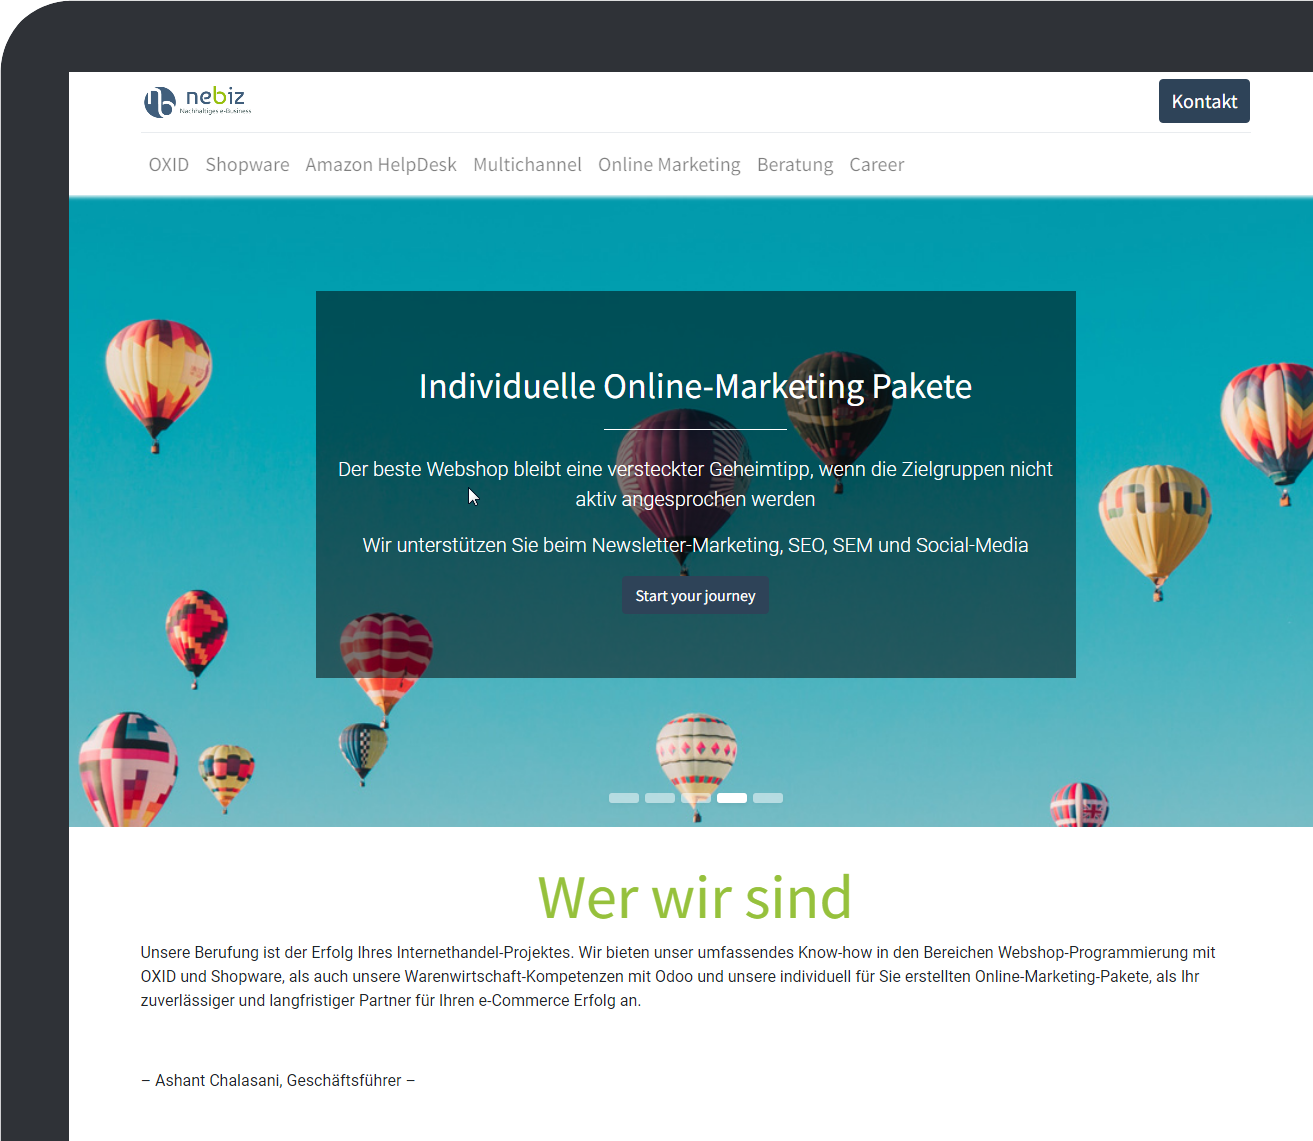 nebiz
Nachhaltiges e-Business
Kontakt
OXID Shopware Amazon HelpDesk Multichannel Online Marketing Beratung Career
Individuelle Online-Marketing Pakete
Der beste Webshop bleibt eine versteckter Geheimtipp, wenn die Zielgruppen nicht
aktiv angesprochen werden
Wir unterstützen Sie beim Newsletter-Marketing, SEO, SEM und Social-Media
Start your journey
Wer wir sind
Unsere Berufung ist der Erfolg Ihres Internethandel-Projektes. Wir bieten unser umfassendes Know-how in den Bereichen Webshop-Programmierung mit
OXID und Shopware, als auch unsere Warenwirtschaft-Kompetenzen mit Odoo und unsere individuell für Sie erstellten Online-Marketing-Pakete, als Ihr
zuverlässiger und langfristiger Partner für Ihren e-Commerce Erfolg an.
– Ashant Chalasani, Geschäftsführer –